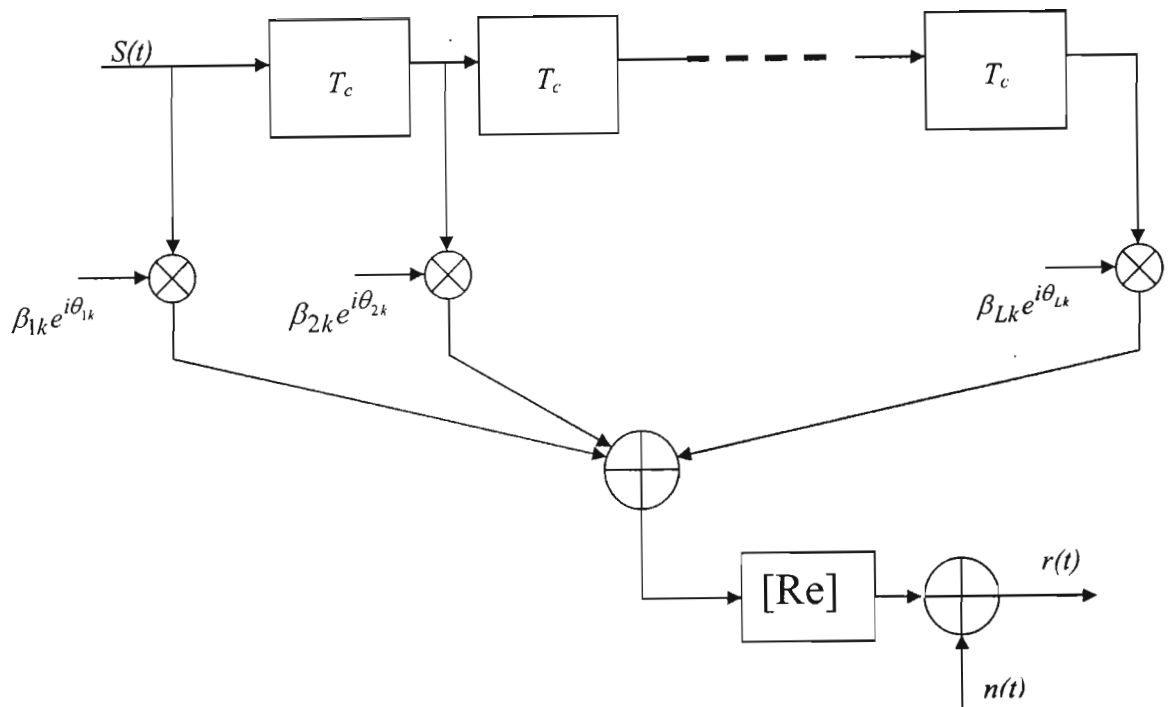 S(t)
T_c
T_c
T_c
β_{1k}e^{iθ_{1k}}
β_{2k}e^{iθ_{2k}}
β_{Lk}e^{iθ_{Lk}}
[Re]
r(t)
n(t)